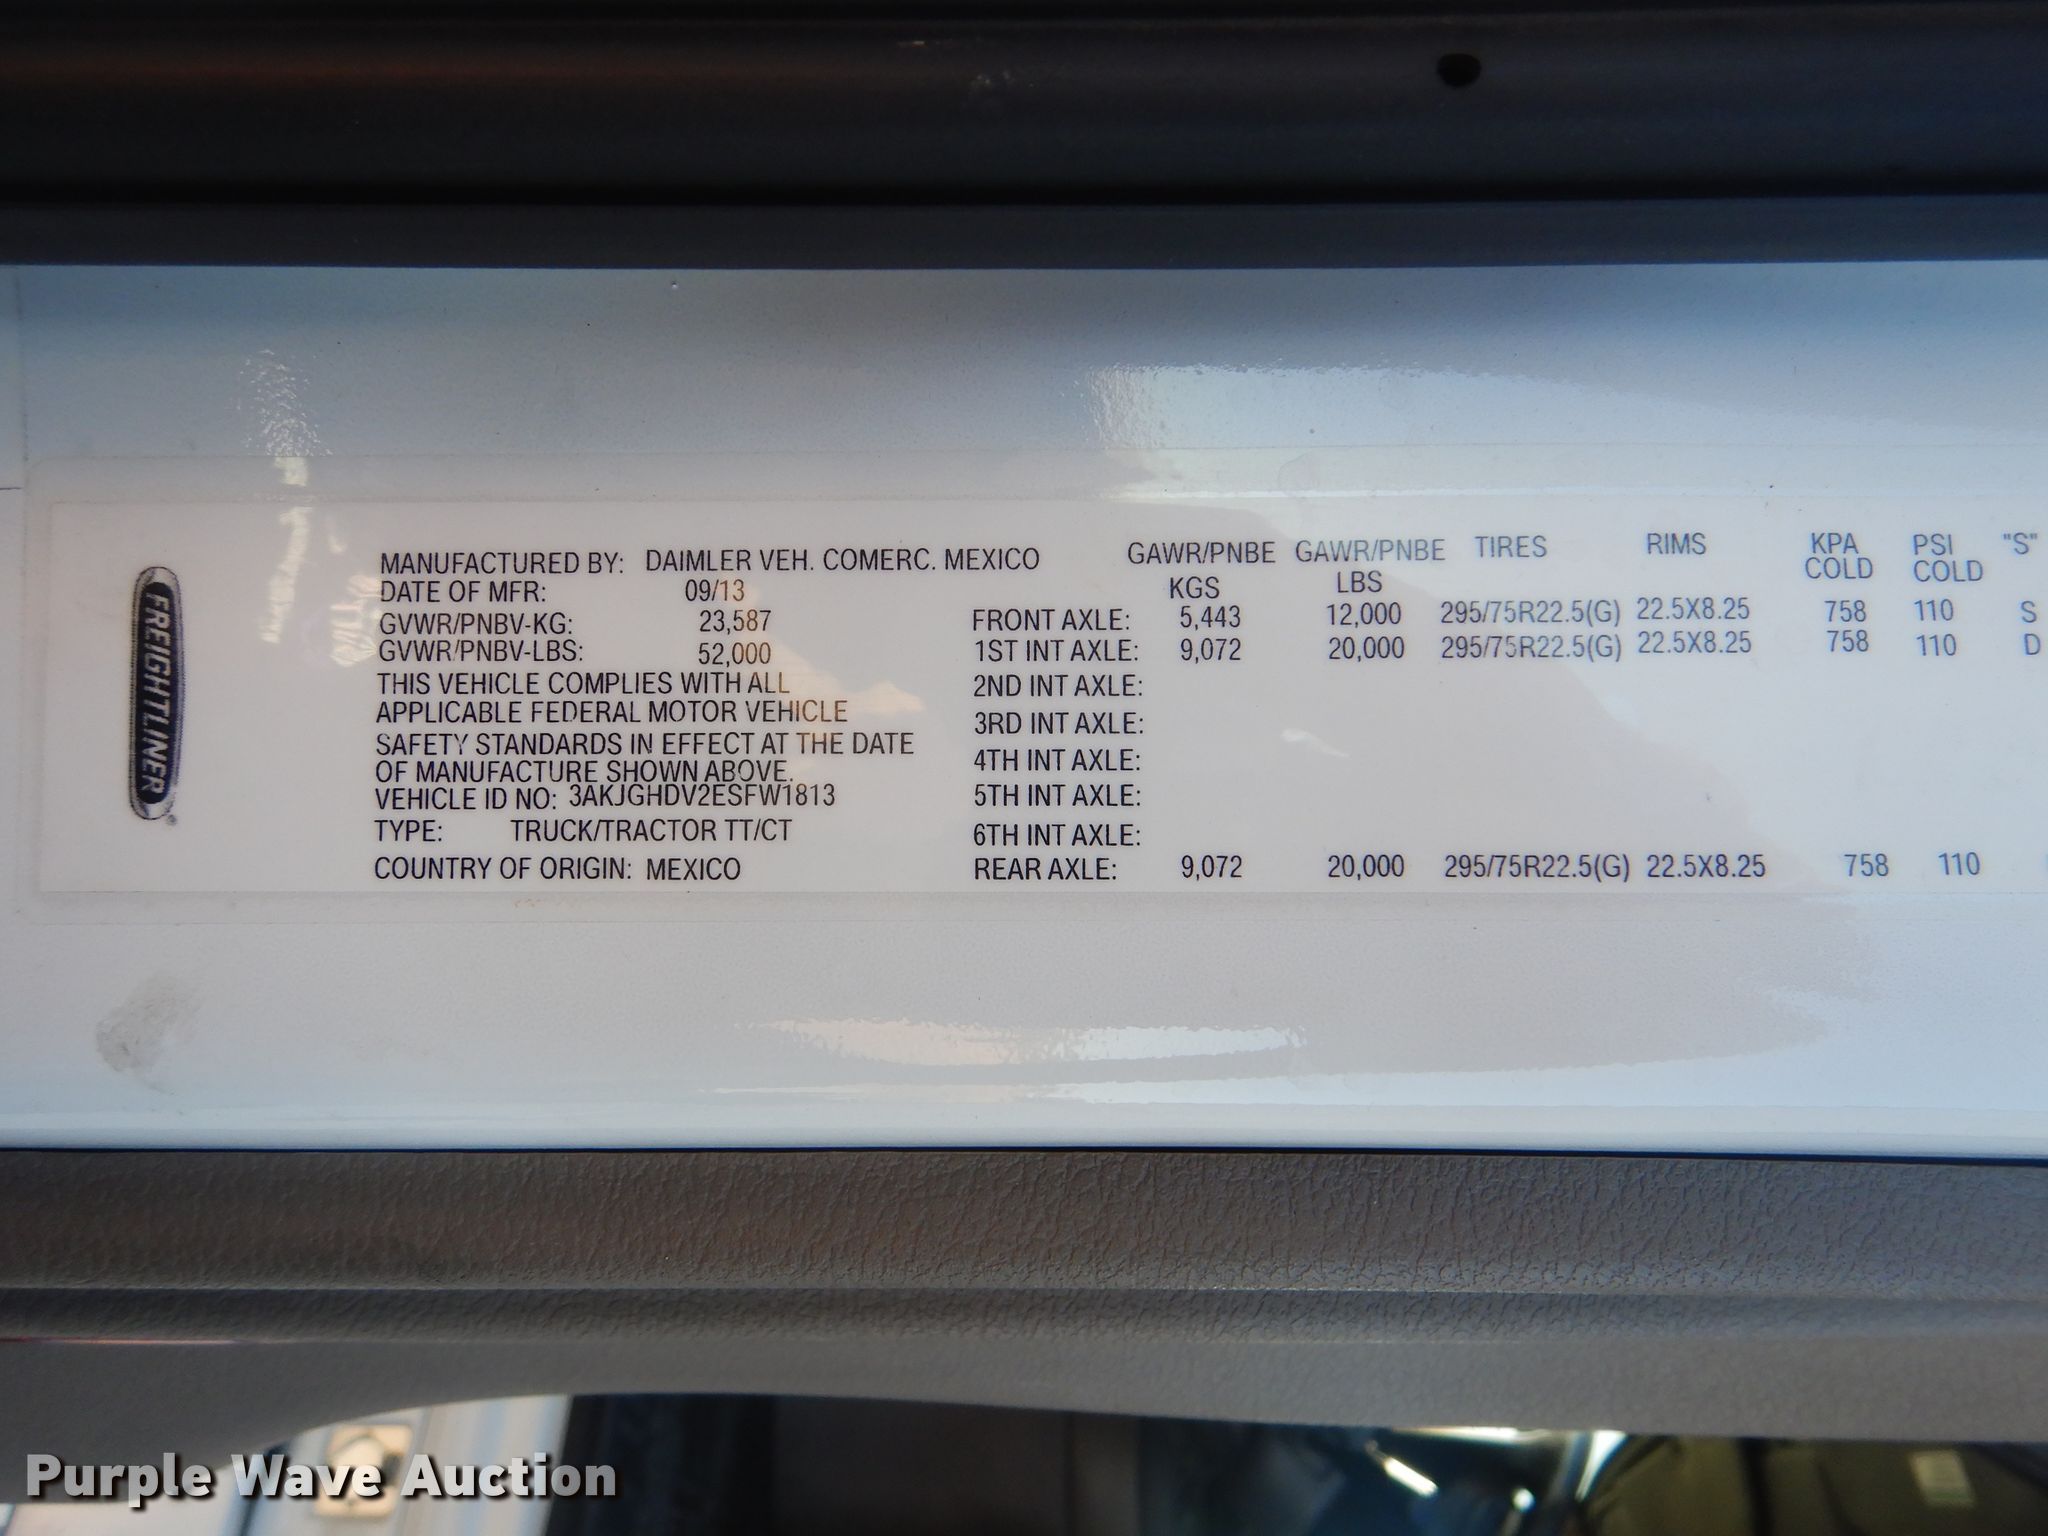 FREIGHTLINER
MANUFACTURED BY: DAIMLER VEH. COMERC. MEXICO
DATE OF MFR: 09/13
GVWR/PNBV-KG: 23,587
GVWR/PNBV-LBS: 52,000
THIS VEHICLE COMPLIES WITH ALL
APPLICABLE FEDERAL MOTOR VEHICLE
SAFETY STANDARDS IN EFFECT AT THE DATE
OF MANUFACTURE SHOWN ABOVE.
VEHICLE ID NO: 3AKJGHDV2ESFW1813
TYPE: TRUCK/TRACTOR TT/CT
COUNTRY OF ORIGIN: MEXICO
GAWR/PNBE GAWR/PNBE TIRES RIMS KPA PSI "S"
KGS LBS COLD COLD
FRONT AXLE: 5,443 12,000 295/75R22.5(G) 22.5X8.25 758 110 S
1ST INT AXLE: 9,072 20,000 295/75R22.5(G) 22.5X8.25 758 110 D
2ND INT AXLE:
3RD INT AXLE:
4TH INT AXLE:
5TH INT AXLE:
6TH INT AXLE:
REAR AXLE: 9,072 20,000 295/75R22.5(G) 22.5X8.25 758 110
Purple Wave Auction